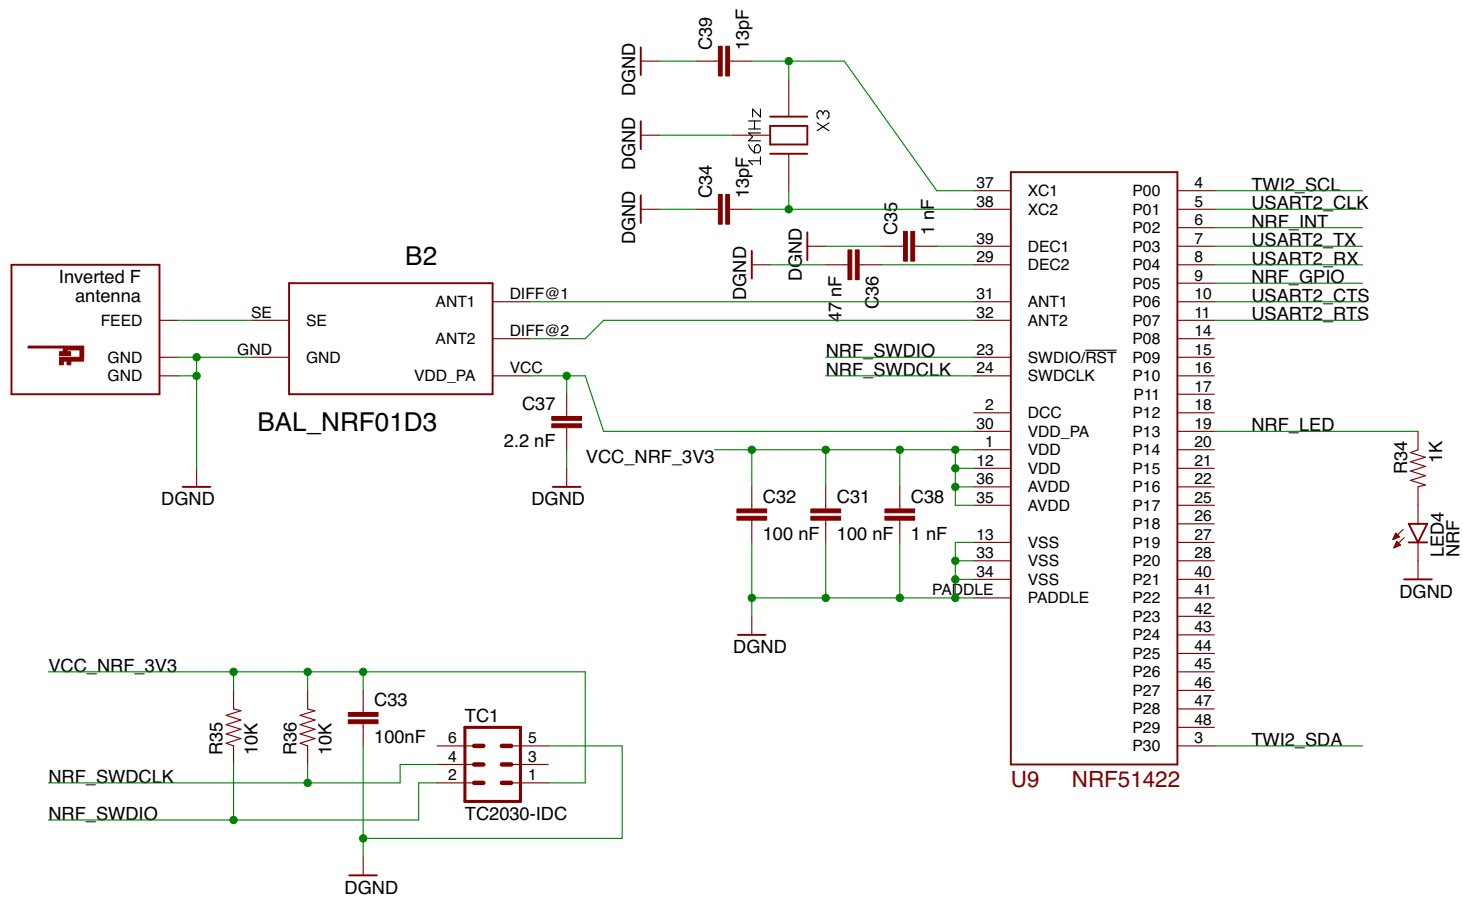 C39
13pF
DGND
DGND
16MHz
X3
C34
13pF
DGND
C35
1 nF
DGND
DGND
47 nF
C36
Inverted F
antenna
FEED
GND
GND
SE
GND
DGND
B2
SE
GND
ANT1
ANT2
VDD_PA
BAL_NRF01D3
DIFF@1
DIFF@2
VCC
C37
2.2 nF
DGND
VCC_NRF_3V3
C32
100 nF
C31
100 nF
C38
1 nF
DGND
PADDLE
NRF_SWDIO
NRF_SWDCLK
37 XC1
38 XC2
39 DEC1
29 DEC2
31 ANT1
32 ANT2
23 SWDIO/RST
24 SWDCLK
2 DCC
30 VDD_PA
1 VDD
12 VDD
36 AVDD
35 AVDD
13 VSS
33 VSS
34 VSS
PADDLE
P00 4 TWI2_SCL
P01 5 USART2_CLK
P02 6 NRF_INT
P03 7 USART2_TX
P04 8 USART2_RX
P05 9 NRF_GPIO
P06 10 USART2_CTS
P07 11 USART2_RTS
P08 14
P09 15
P10 16
P11 17
P12 18
P13 19 NRF_LED
P14 20
P15 21
P16 22
P17 25
P18 26
P19 27
P20 28
P21 40
P22 41
P23 42
P24 43
P25 44
P26 45
P27 46
P28 47
P29 48
P30 3 TWI2_SDA
U9 NRF51422
R34
1K
LED4
NRF
DGND
VCC_NRF_3V3
R35
10K
R36
10K
C33
100nF
NRF_SWDCLK
NRF_SWDIO
TC1
6 5
4 3
2 1
TC2030-IDC
DGND